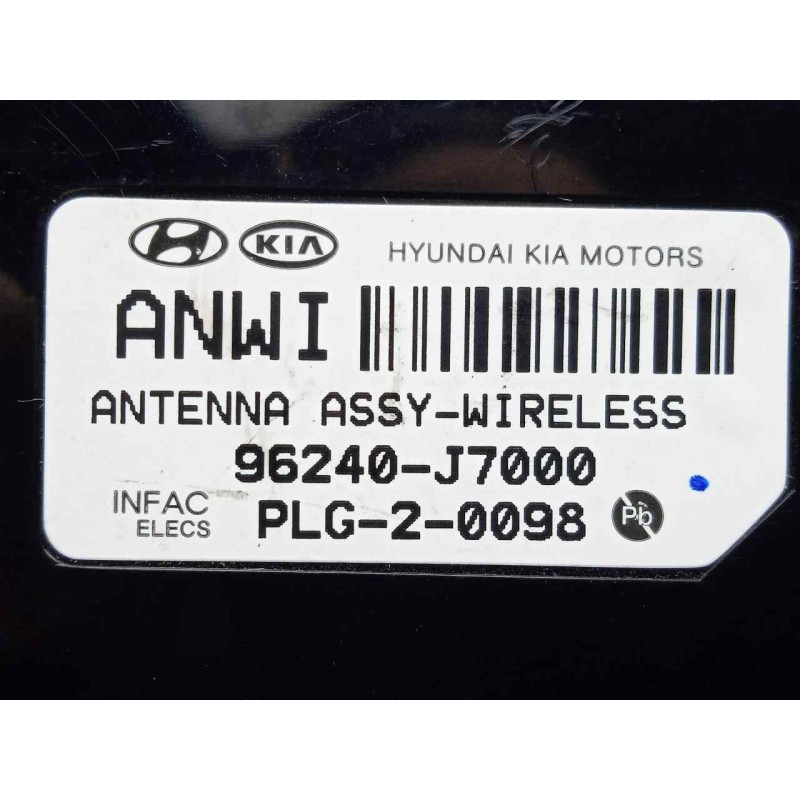 KIA HYUNDAI KIA MOTORS
ANWI
ANTENNA ASSY-WIRELESS
96240-J7000
INFAC
ELECS
PLG-2-0098
Pb